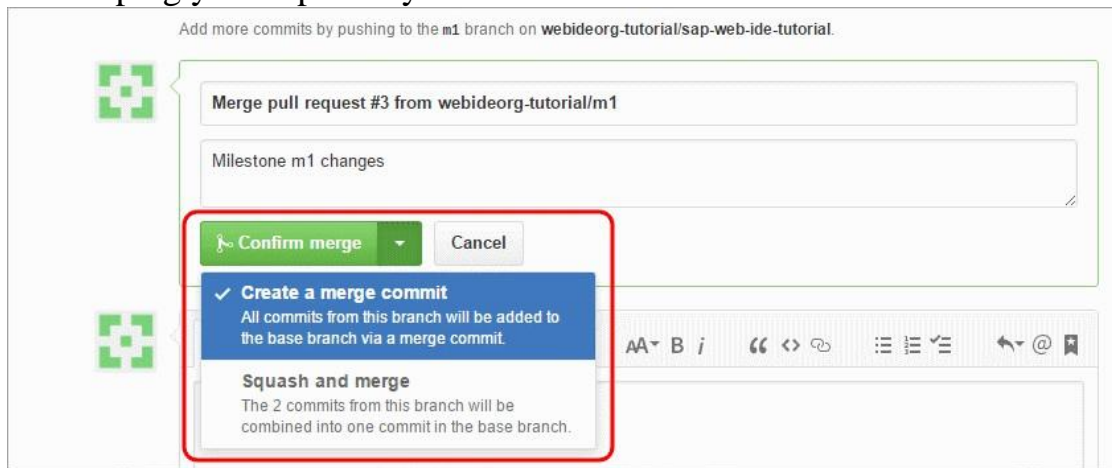 Add more commits by pushing to the m1 branch on webideorg-tutorial/sap-web-ide-tutorial.
Merge pull request #3 from webideorg-tutorial/m1
Milestone m1 changes
Confirm merge
Cancel
Create a merge commit
All commits from this branch will be added to
the base branch via a merge commit.
AA B i “ <> @
Squash and merge
The 2 commits from this branch will be
combined into one commit in the base branch.